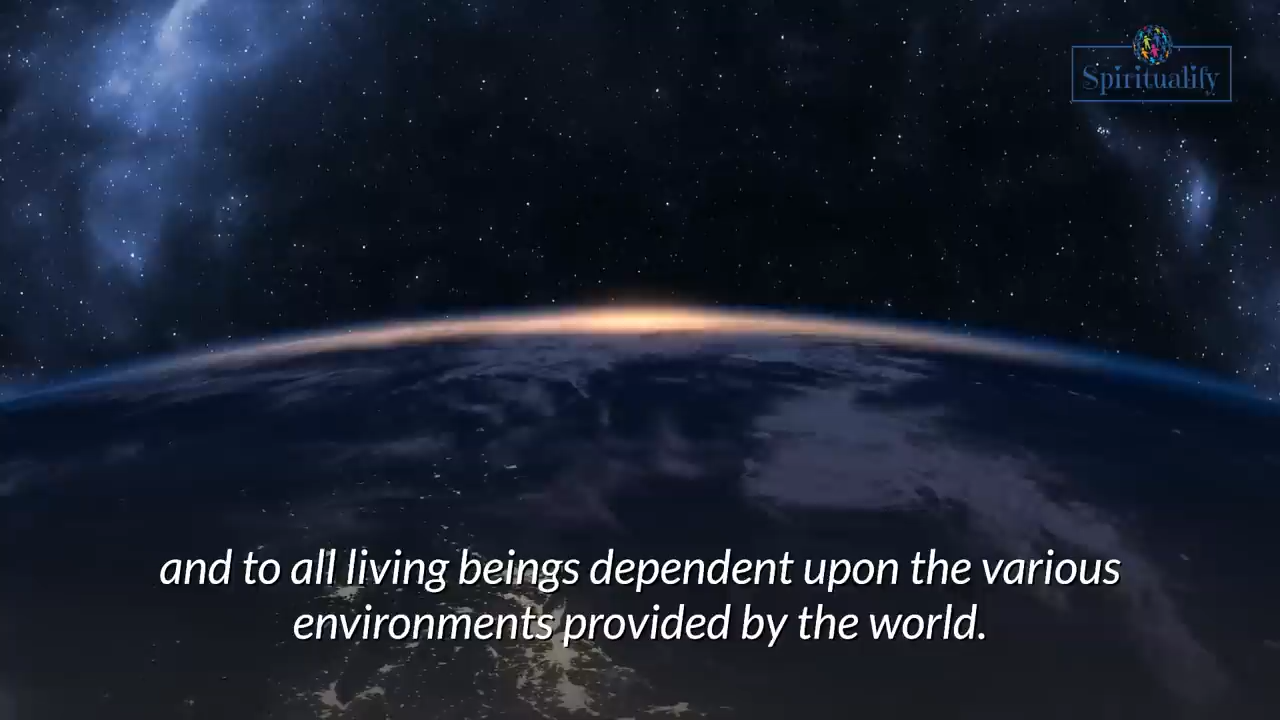 Spiritualify
and to all living beings dependent upon the various
environments provided by the world.